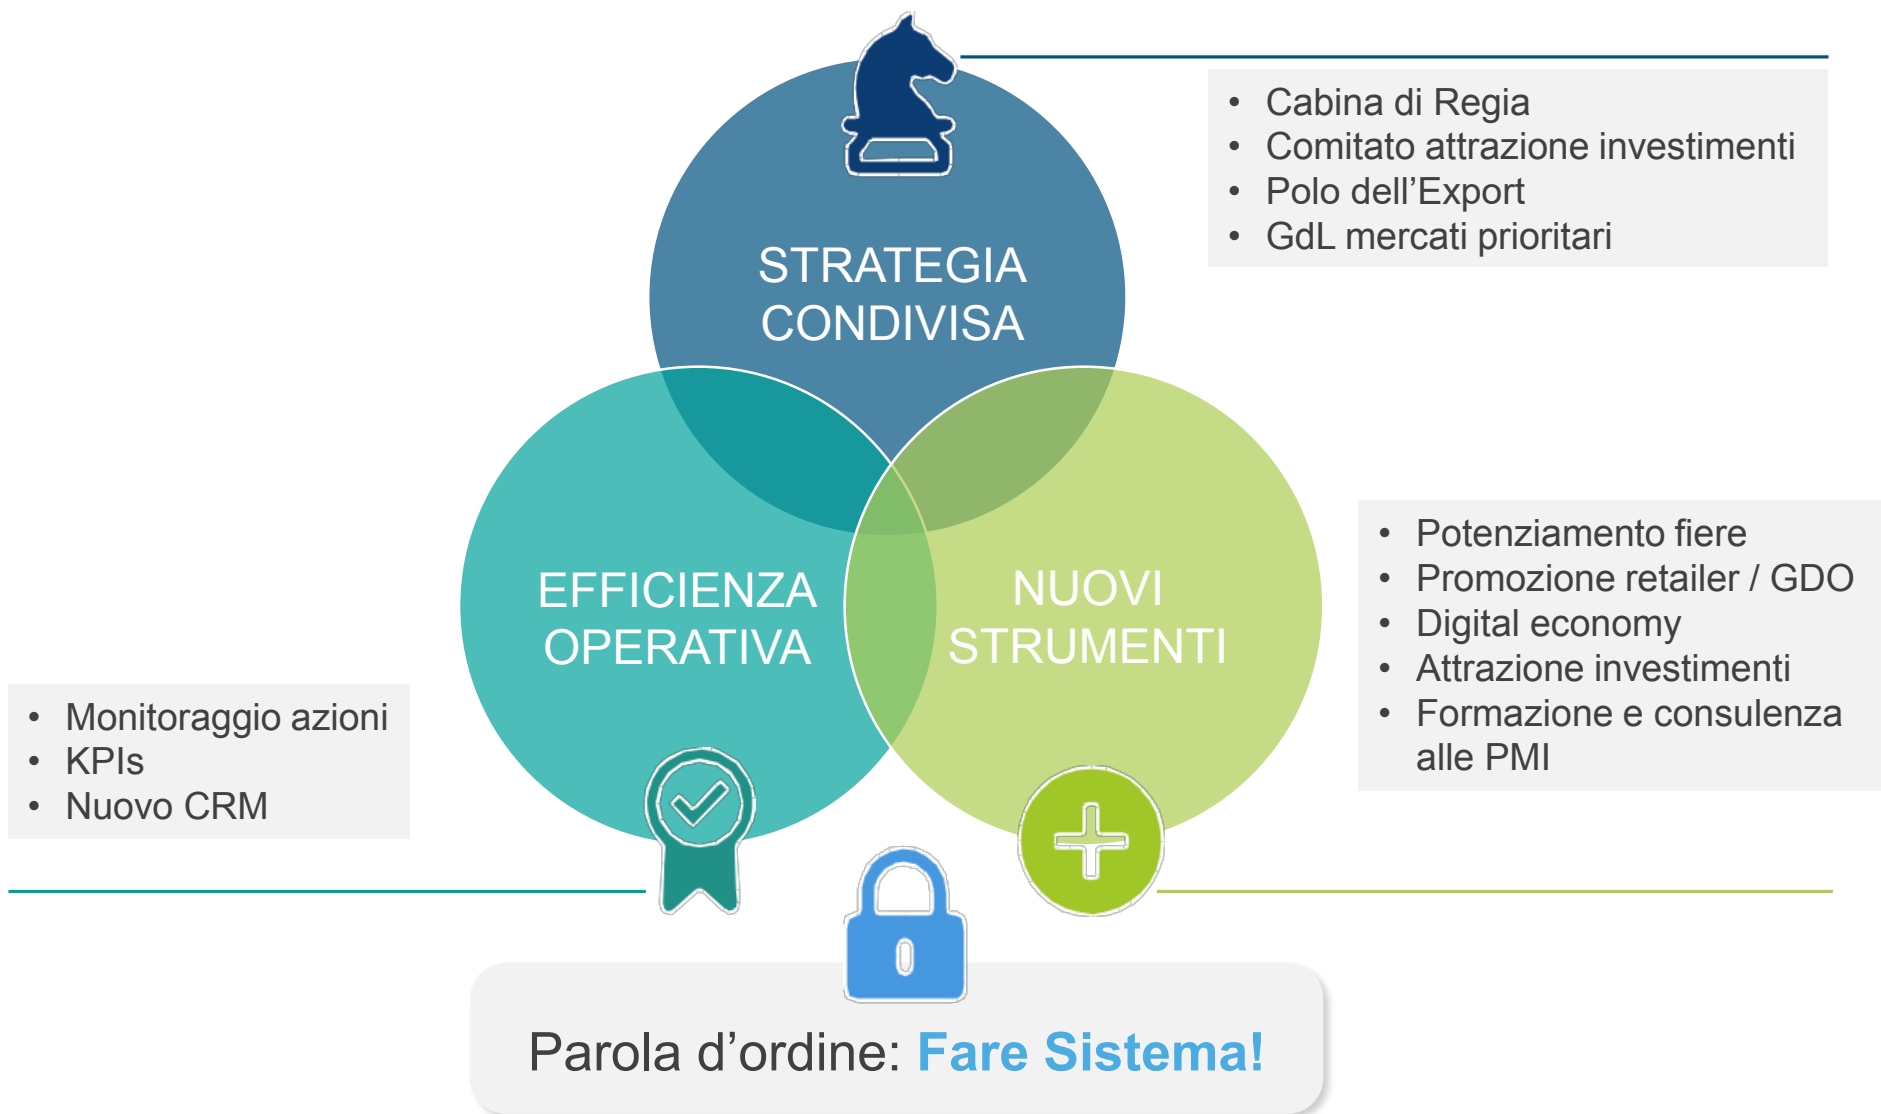 • Cabina di Regia
• Comitato attrazione investimenti
• Polo dell’Export
• GdL mercati prioritari
STRATEGIA
CONDIVISA
EFFICIENZA
OPERATIVA
NUOVI
STRUMENTI
• Potenziamento fiere
• Promozione retailer / GDO
• Digital economy
• Attrazione investimenti
• Formazione e consulenza
alle PMI
• Monitoraggio azioni
• KPIs
• Nuovo CRM
Parola d’ordine: Fare Sistema!